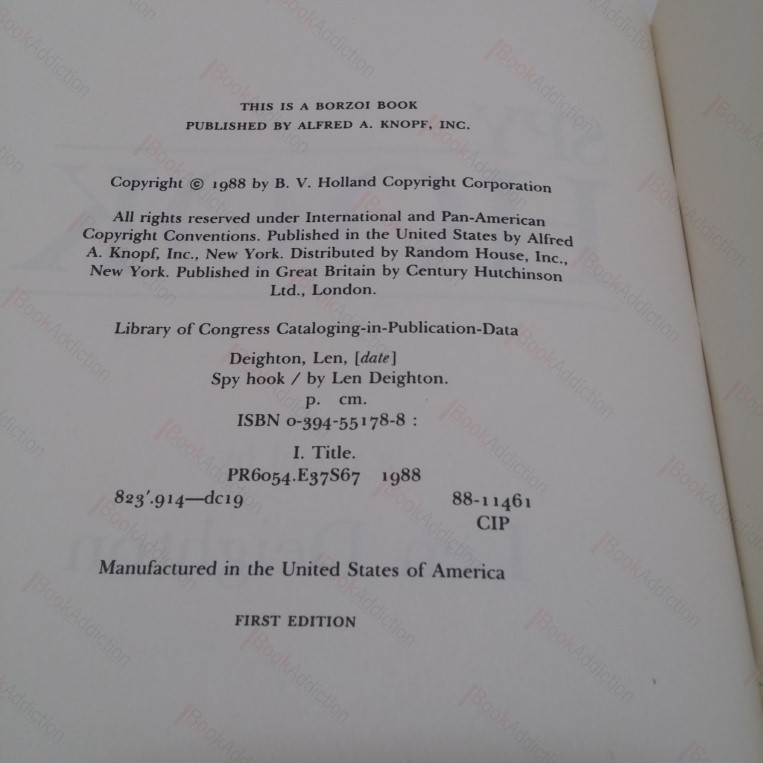 THIS IS A BORZOI BOOK
PUBLISHED BY ALFRED A. KNOPF, INC.
Copyright © 1988 by B. V. Holland Copyright Corporation
All rights reserved under International and Pan-American
Copyright Conventions. Published in the United States by Alfred
A. Knopf, Inc., New York. Distributed by Random House, Inc.,
New York. Published in Great Britain by Century Hutchinson
Ltd., London.
Library of Congress Cataloging-in-Publication-Data
Deighton, Len, [date]
Spy hook / by Len Deighton.
p. cm.
ISBN 0-394-55178-8 :
I. Title.
PR6054.E37S67 1988
823'.914—dc19 88-11461
CIP
Manufactured in the United States of America
FIRST EDITION